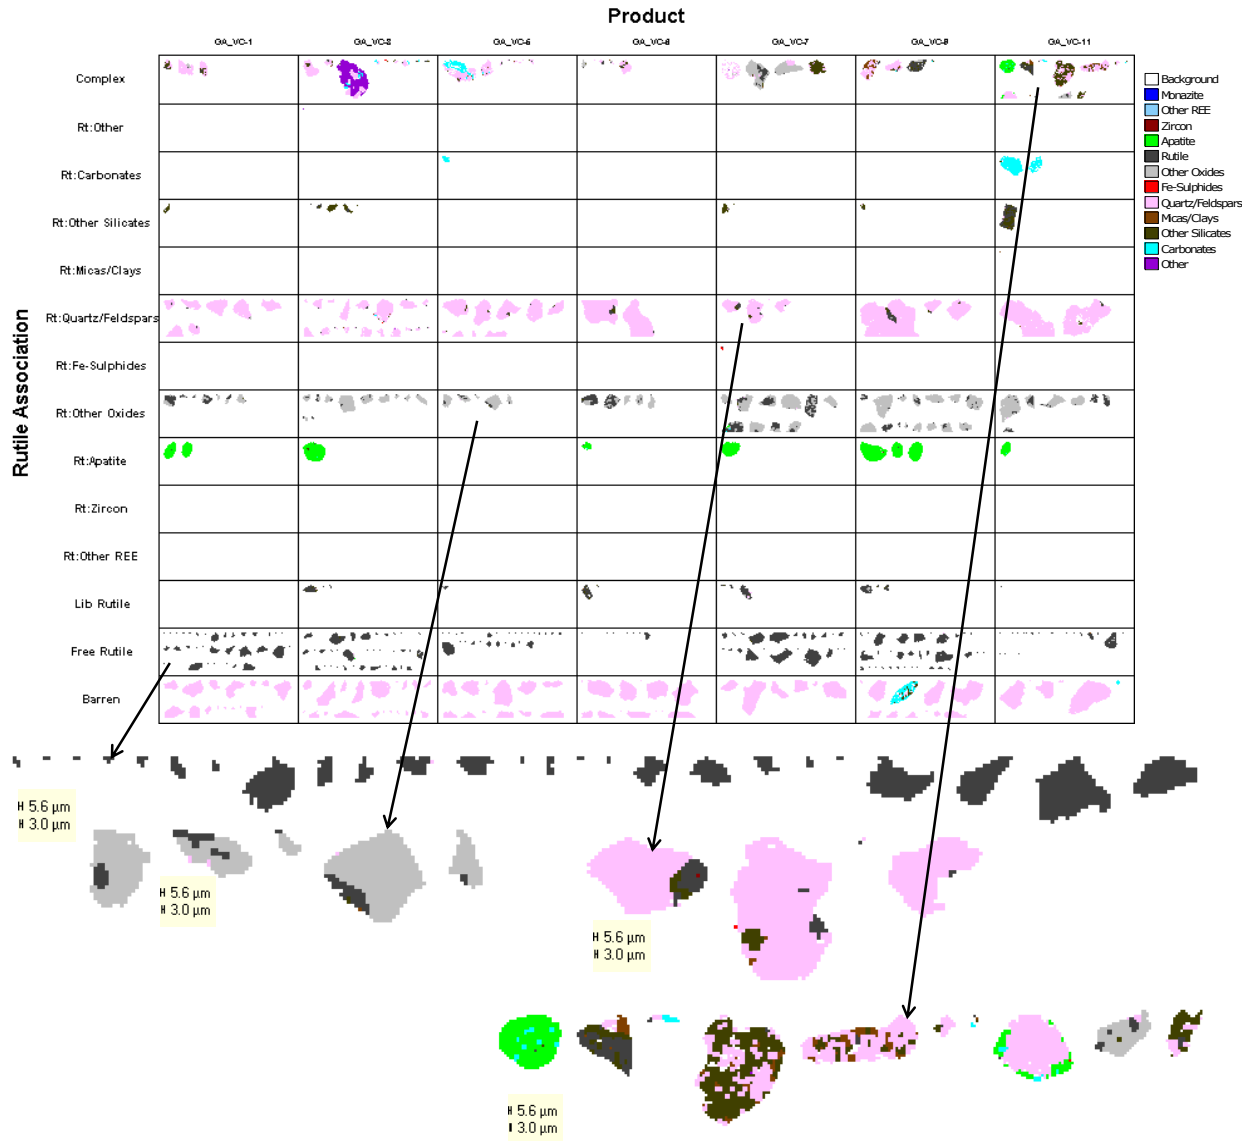 Product
GA_VC-1 GA_VC-3 GA_VC-5 GA_VC-6 GA_VC-7 GA_VC-9 GA_VC-11
Complex
Rt:Other
Rt:Carbonates
Rt:Other Silicates
Rt:Micas/Clays
Rt:Quartz/Feldspars
Rt:Fe-Sulphides
Rt:Other Oxides
Rt:Apatite
Rt:Zircon
Rt:Other REE
Lib Rutile
Free Rutile
Barren
Rutile Association
Background
Monazite
Other REE
Zircon
Apatite
Rutile
Other Oxides
Fe-Sulphides
Quartz/Feldspars
Micas/Clays
Other Silicates
Carbonates
Other
5.6 µm
3.0 µm
5.6 µm
3.0 µm
5.6 µm
3.0 µm
5.6 µm
3.0 µm